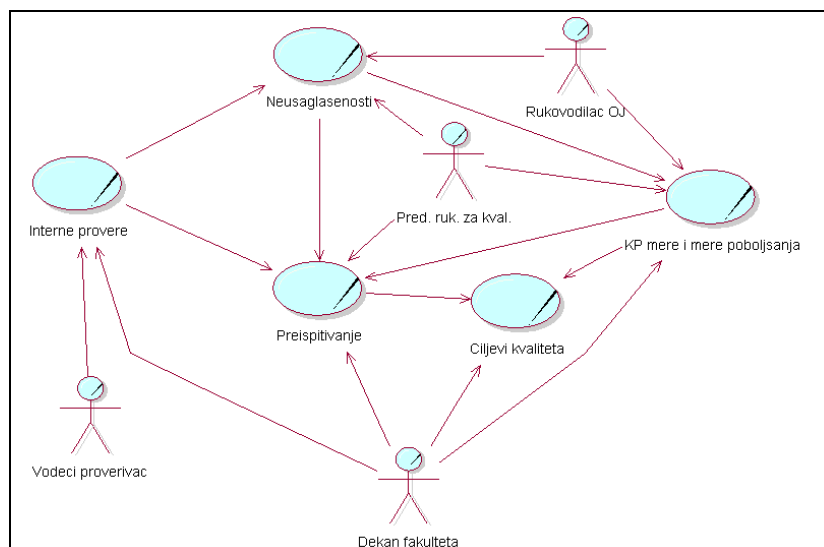 Neusaglasenosti
Rukovodilac OJ
Pred. ruk. za kval.
Interne provere
KP mere i mere poboljsanja
Preispitivanje
Ciljevi kvaliteta
Vodeci proverivac
Dekan fakulteta